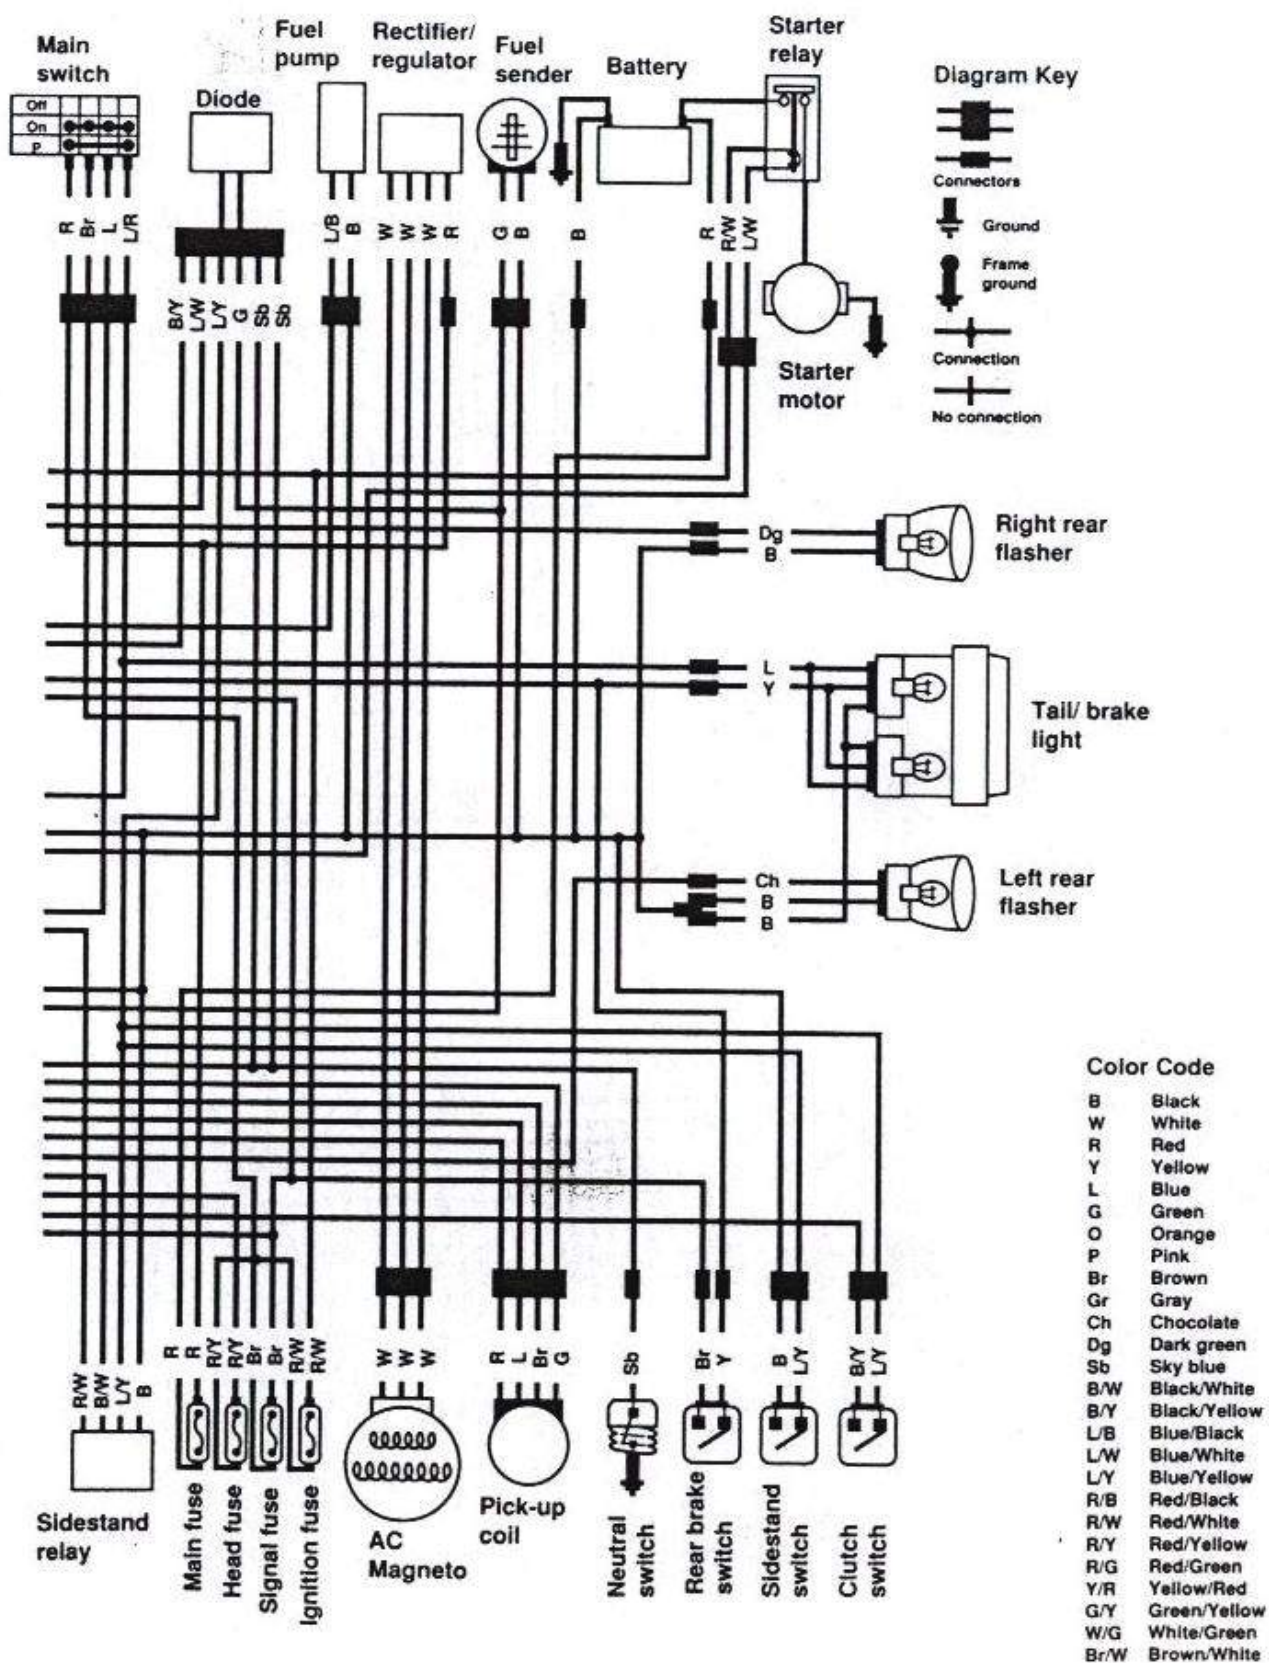 Main
switch
Off
On
P
Diode
Fuel
pump
Rectifier/
regulator
Fuel
sender
Battery
Starter
relay
Diagram Key
Connectors
Ground
Frame
ground
Connection
No connection
Starter
motor
R
Br
L
L/R
B/Y
L/W
L/Y
G
Sb
Sb
L/B
B
W
W
W
R
G
B
B
R
R/W
L/W
Dg
B
Right rear
flasher
L
Y
Tail/ brake
light
Ch
B
B
Left rear
flasher
R/W
B/W
L/Y
B
R
R
R/Y
R/Y
Br
Br
R/W
R/W
W
W
W
R
L
Br
G
Sb
Br
Y
B
L/Y
B/Y
L/Y
Sidestand
relay
Main fuse
Head fuse
Signal fuse
Ignition fuse
AC
Magneto
Pick-up
coil
Neutral
switch
Rear brake
switch
Sidestand
switch
Clutch
switch
Color Code
B Black
W White
R Red
Y Yellow
L Blue
G Green
O Orange
P Pink
Br Brown
Gr Gray
Ch Chocolate
Dg Dark green
Sb Sky blue
B/W Black/White
B/Y Black/Yellow
L/B Blue/Black
L/W Blue/White
L/Y Blue/Yellow
R/B Red/Black
R/W Red/White
R/Y Red/Yellow
R/G Red/Green
Y/R Yellow/Red
G/Y Green/Yellow
W/G White/Green
Br/W Brown/White